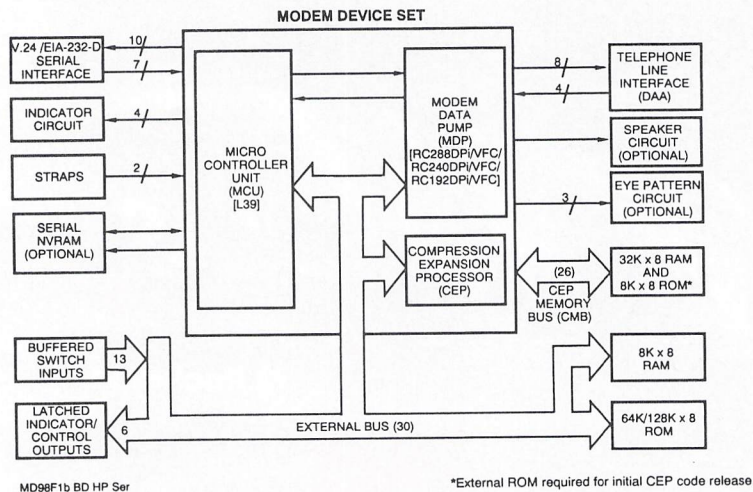 MODEM DEVICE SET
V.24 /EIA-232-D
SERIAL
INTERFACE
10
7
INDICATOR
CIRCUIT
4
STRAPS
2
SERIAL
NVRAM
(OPTIONAL)
BUFFERED
SWITCH
INPUTS
13
LATCHED
INDICATOR/
CONTROL
OUTPUTS
6
MICRO
CONTROLLER
UNIT
(MCU)
[L39]
MODEM
DATA
PUMP
(MDP)
[RC288DPi/VFC/
RC240DPi/VFC/
RC192DPi/VFC]
COMPRESSION
EXPANSION
PROCESSOR
(CEP)
8
4
TELEPHONE
LINE
INTERFACE
(DAA)
SPEAKER
CIRCUIT
(OPTIONAL)
3
EYE PATTERN
CIRCUIT
(OPTIONAL)
(26)
CEP
MEMORY
BUS (CMB)
32K x 8 RAM
AND
8K x 8 ROM*
8K x 8
RAM
64K/128K x 8
ROM
EXTERNAL BUS (30)
MD98F1b BD HP Ser
*External ROM required for initial CEP code release